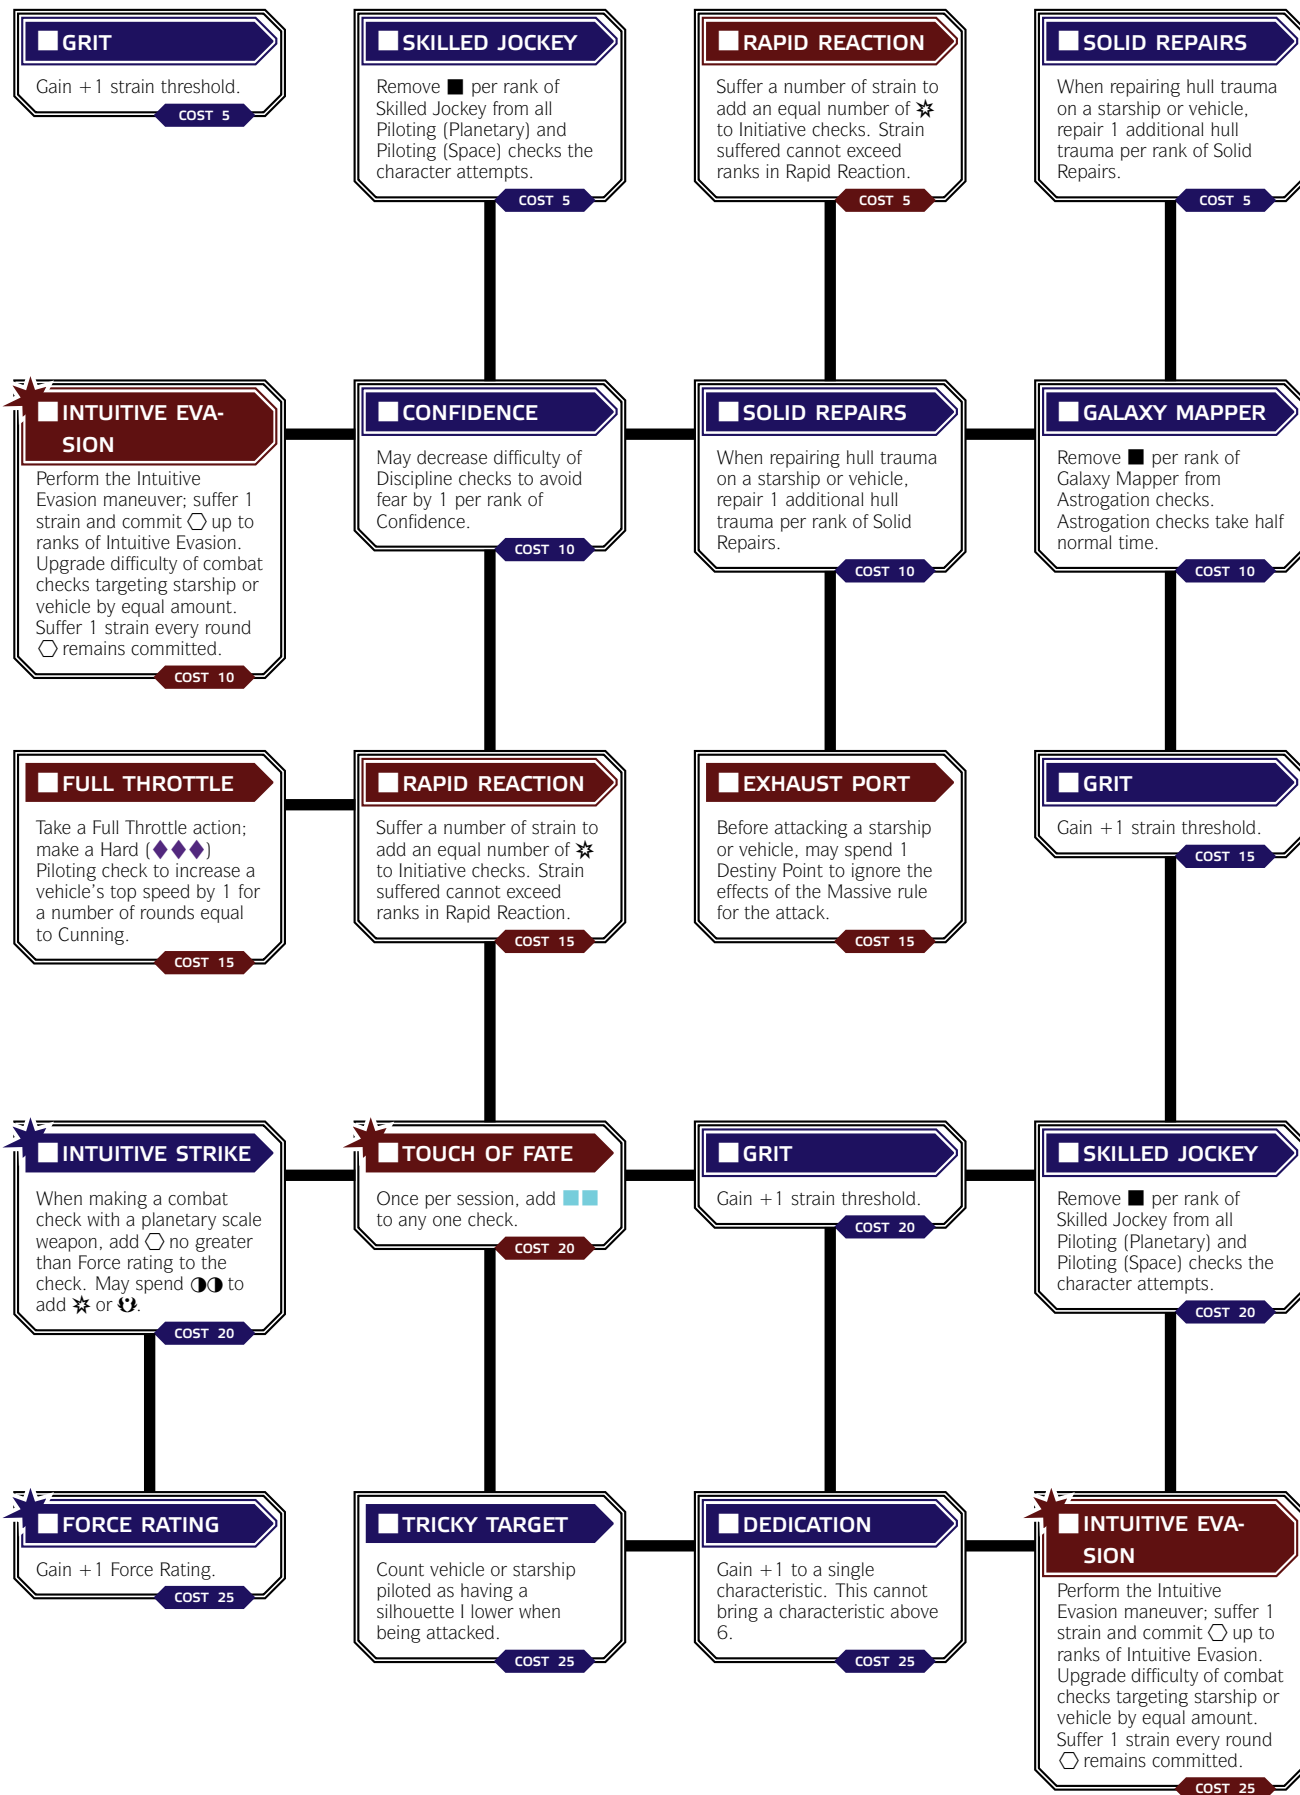 GRIT
Gain +1 strain threshold.
COST 5
SKILLED JOCKEY
Remove ■ per rank of
Skilled Jockey from all
Piloting (Planetary) and
Piloting (Space) checks the
character attempts.
COST 5
RAPID REACTION
Suffer a number of strain to
add an equal number of
to Initiative checks. Strain
suffered cannot exceed
ranks in Rapid Reaction.
COST 5
SOLID REPAIRS
When repairing hull trauma
on a starship or vehicle,
repair 1 additional hull
trauma per rank of Solid
Repairs.
COST 5
INTUITIVE EVA-
SION
Perform the Intuitive
Evasion maneuver; suffer 1
strain and commit ⬡ up to
ranks of Intuitive Evasion.
Upgrade difficulty of combat
checks targeting starship or
vehicle by equal amount.
Suffer 1 strain every round
⬡ remains committed.
COST 10
CONFIDENCE
May decrease difficulty of
Discipline checks to avoid
fear by 1 per rank of
Confidence.
COST 10
SOLID REPAIRS
When repairing hull trauma
on a starship or vehicle,
repair 1 additional hull
trauma per rank of Solid
Repairs.
COST 10
GALAXY MAPPER
Remove ■ per rank of
Galaxy Mapper from
Astrogation checks.
Astrogation checks take half
normal time.
COST 10
FULL THROTTLE
Take a Full Throttle action;
make a Hard (♦♦♦)
Piloting check to increase a
vehicle's top speed by 1 for
a number of rounds equal
to Cunning.
COST 15
RAPID REACTION
Suffer a number of strain to
add an equal number of
to Initiative checks. Strain
suffered cannot exceed
ranks in Rapid Reaction.
COST 15
EXHAUST PORT
Before attacking a starship
or vehicle, may spend 1
Destiny Point to ignore the
effects of the Massive rule
for the attack.
COST 15
GRIT
Gain +1 strain threshold.
COST 15
INTUITIVE STRIKE
When making a combat
check with a planetary scale
weapon, add ⬡ no greater
than Force rating to the
check. May spend ◑◑ to
add or
COST 20
TOUCH OF FATE
Once per session, add ■■
to any one check.
COST 20
GRIT
Gain +1 strain threshold.
COST 20
SKILLED JOCKEY
Remove ■ per rank of
Skilled Jockey from all
Piloting (Planetary) and
Piloting (Space) checks the
character attempts.
COST 20
FORCE RATING
Gain +1 Force Rating.
COST 25
TRICKY TARGET
Count vehicle or starship
piloted as having a
silhouette I lower when
being attacked.
COST 25
DEDICATION
Gain +1 to a single
characteristic. This cannot
bring a characteristic above
6.
COST 25
INTUITIVE EVA-
SION
Perform the Intuitive
Evasion maneuver; suffer 1
strain and commit ⬡ up to
ranks of Intuitive Evasion.
Upgrade difficulty of combat
checks targeting starship or
vehicle by equal amount.
Suffer 1 strain every round
⬡ remains committed.
COST 25